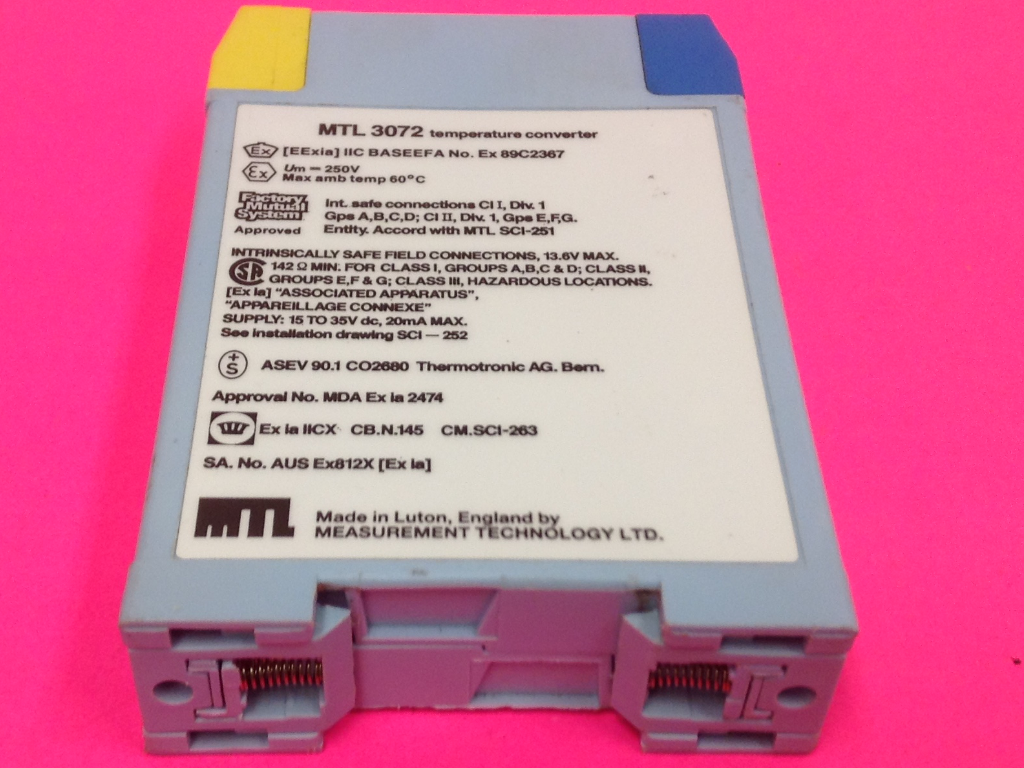 MTL 3072 temperature converter
Ex [EExia] IIC BASEEFA No. Ex 89C2367
Ex Um = 250V
Max amb temp 60°C
Factory Mutual System
Approved
Int. safe connections Cl I, Div. 1
Gps A,B,C,D; Cl II, Div. 1, Gps E,F,G.
Entity. Accord with MTL SCI-251
INTRINSICALLY SAFE FIELD CONNECTIONS, 13.6V MAX.
SA 142 Ω MIN. FOR CLASS I, GROUPS A,B,C & D; CLASS II,
GROUPS E,F & G; CLASS III, HAZARDOUS LOCATIONS.
[Ex ia] "ASSOCIATED APPARATUS",
"APPAREILLAGE CONNEXE"
SUPPLY: 15 TO 35V dc, 20mA MAX.
See installation drawing SCI — 252
+S ASEV 90.1 CO2680 Thermotronic AG. Bern.
Approval No. MDA Ex ia 2474
Ex ia IICX CB.N.145 CM.SCI-263
SA. No. AUS Ex812X [Ex ia]
MTL
Made in Luton, England by
MEASUREMENT TECHNOLOGY LTD.